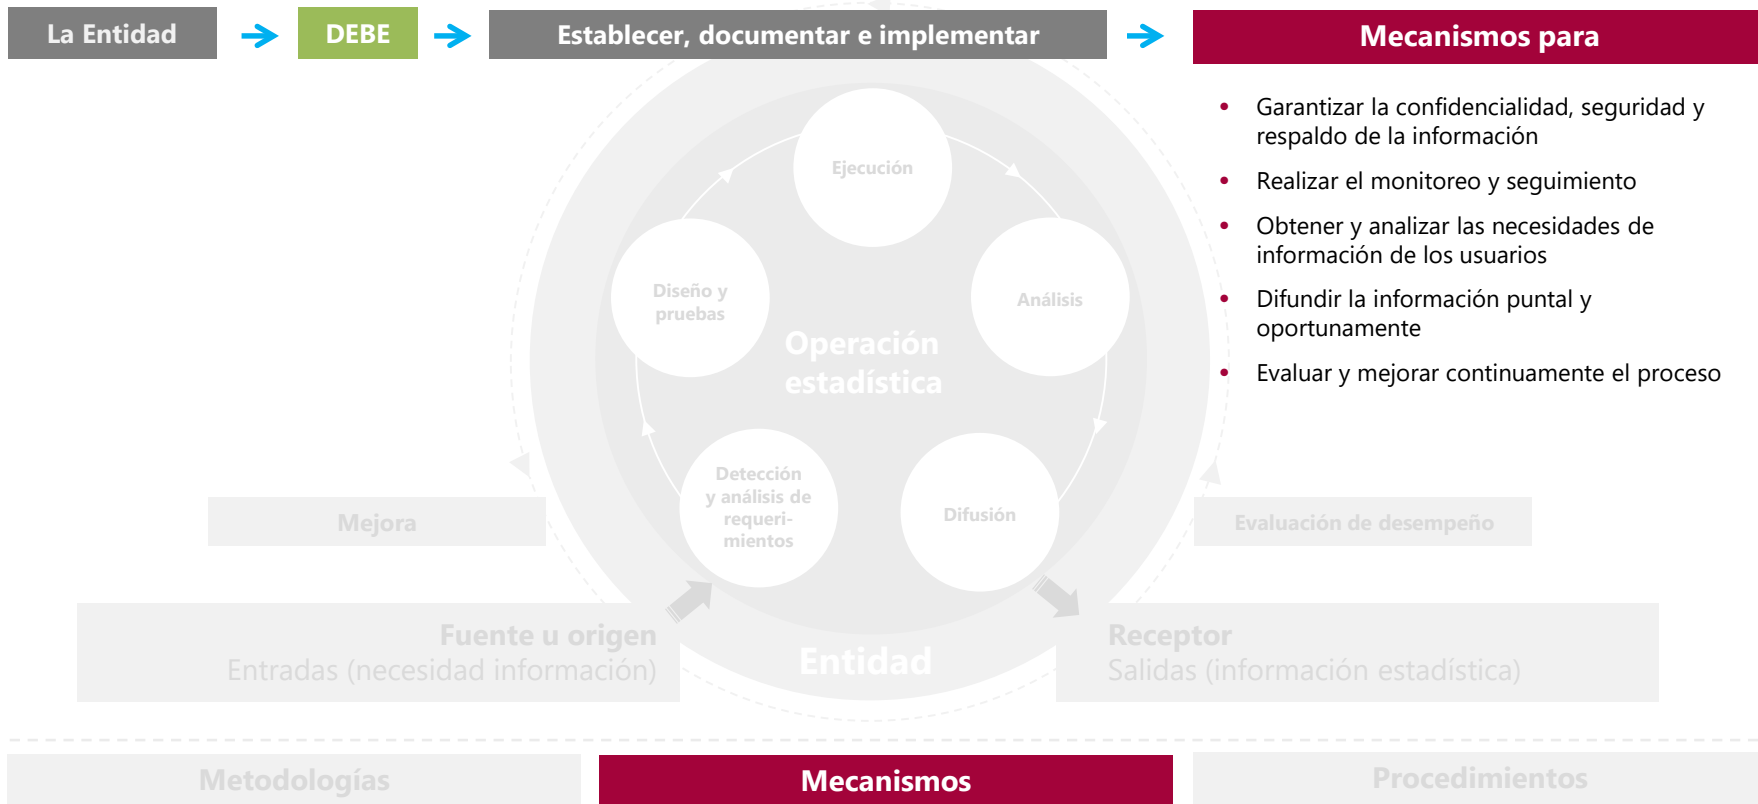 La Entidad
DEBE
Establecer, documentar e implementar
Mecanismos para
• Garantizar la confidencialidad, seguridad y
respaldo de la información
• Realizar el monitoreo y seguimiento
• Obtener y analizar las necesidades de
información de los usuarios
• Difundir la información puntal y
oportunamente
• Evaluar y mejorar continuamente el proceso
Ejecución
Diseño y
pruebas
Análisis
Operación
estadística
Detección
y análisis de
requeri-
mientos
Difusión
Mejora
Evaluación de desempeño
Fuente u origen
Entradas (necesidad información)
Entidad
Receptor
Salidas (información estadística)
Metodologías
Mecanismos
Procedimientos